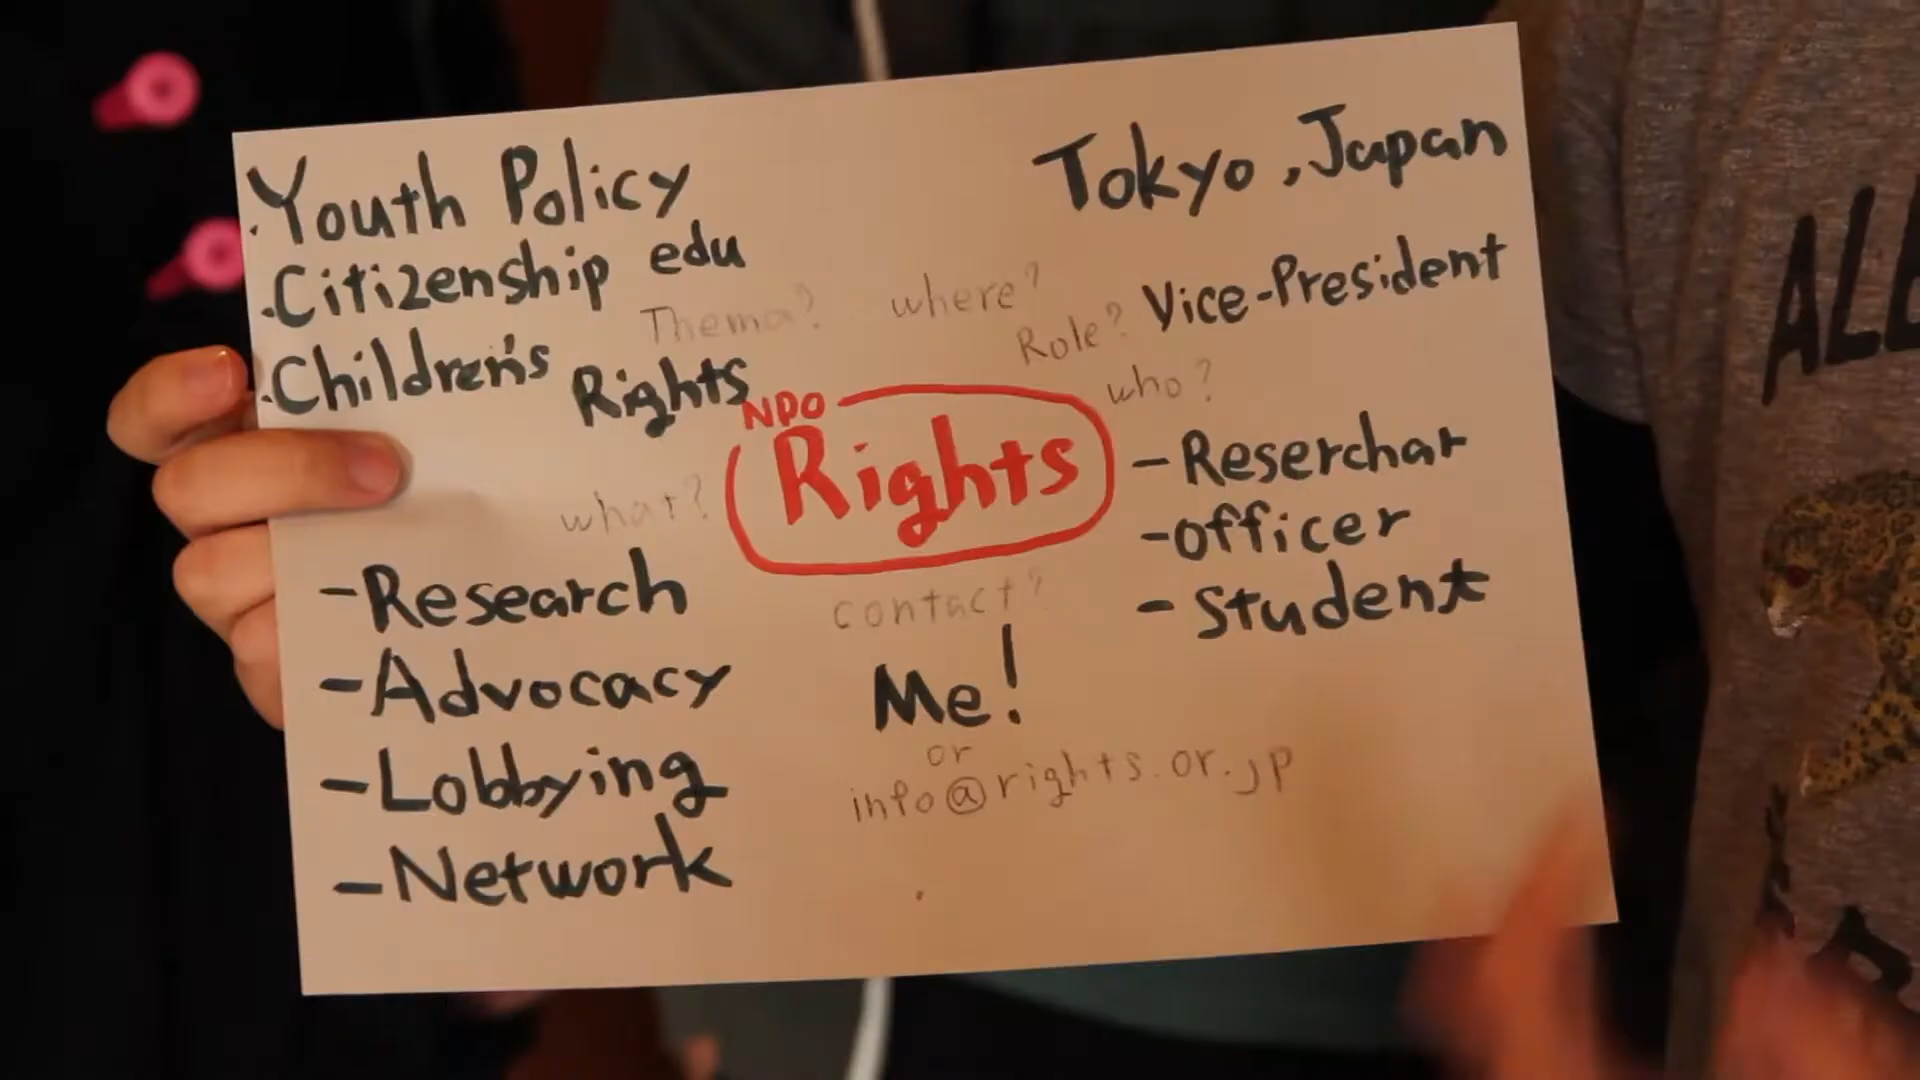 · Youth Policy
· Citizenship edu
· Children's Rights
Thema?
where?
Tokyo, Japan
Role?
Vice-President
who?
- Reserchar
- officer
- Student
NPO
Rights
what?
- Research
- Advocacy
- Lobbying
- Network
contact?
Me!
or
info@rights.or.jp